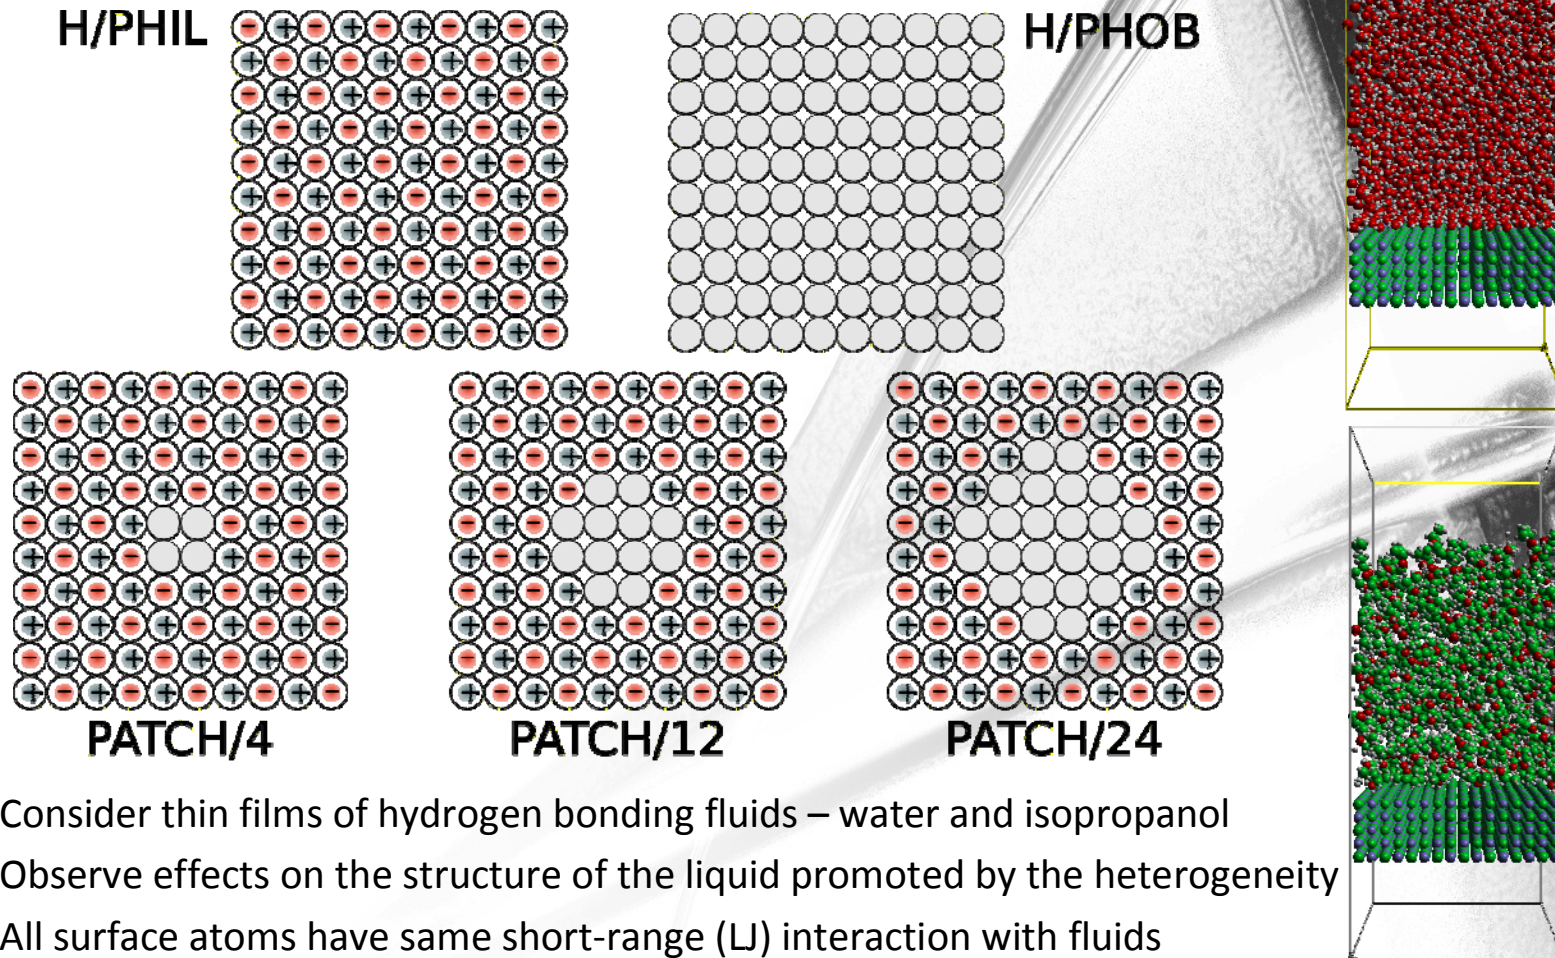 H/PHIL
H/PHOB
PATCH/4
PATCH/12
PATCH/24
Consider thin films of hydrogen bonding fluids – water and isopropanol
Observe effects on the structure of the liquid promoted by the heterogeneity
All surface atoms have same short-range (LJ) interaction with fluids